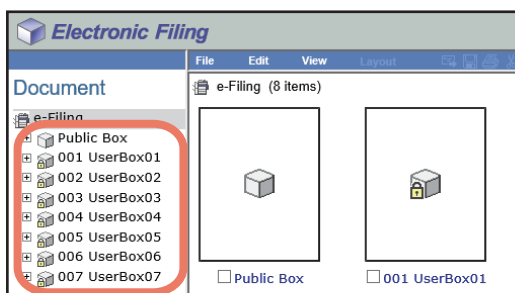 Electronic Filing
File Edit View Layout
Document
e-Filing (8 items)
e-Filing
Public Box
001 UserBox01
002 UserBox02
003 UserBox03
004 UserBox04
005 UserBox05
006 UserBox06
007 UserBox07
Public Box
001 UserBox01